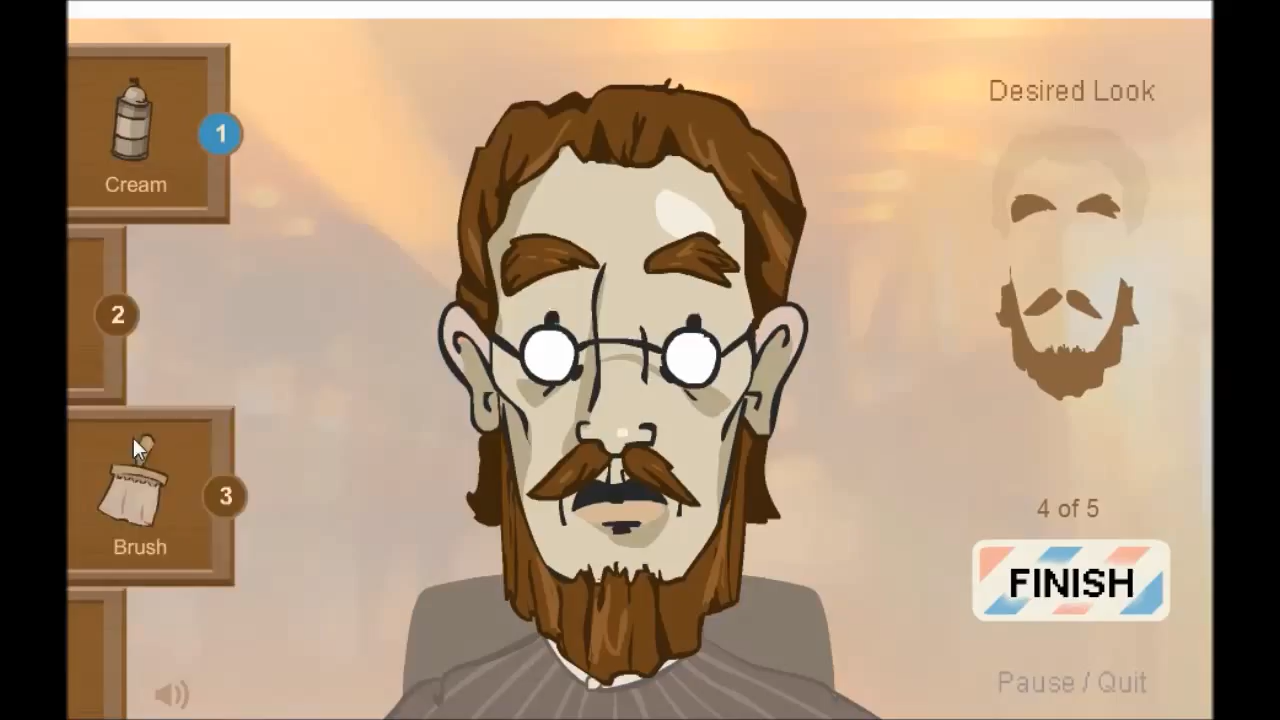 1
Cream
2
3
Brush
Desired Look
4 of 5
FINISH
Pause / Quit